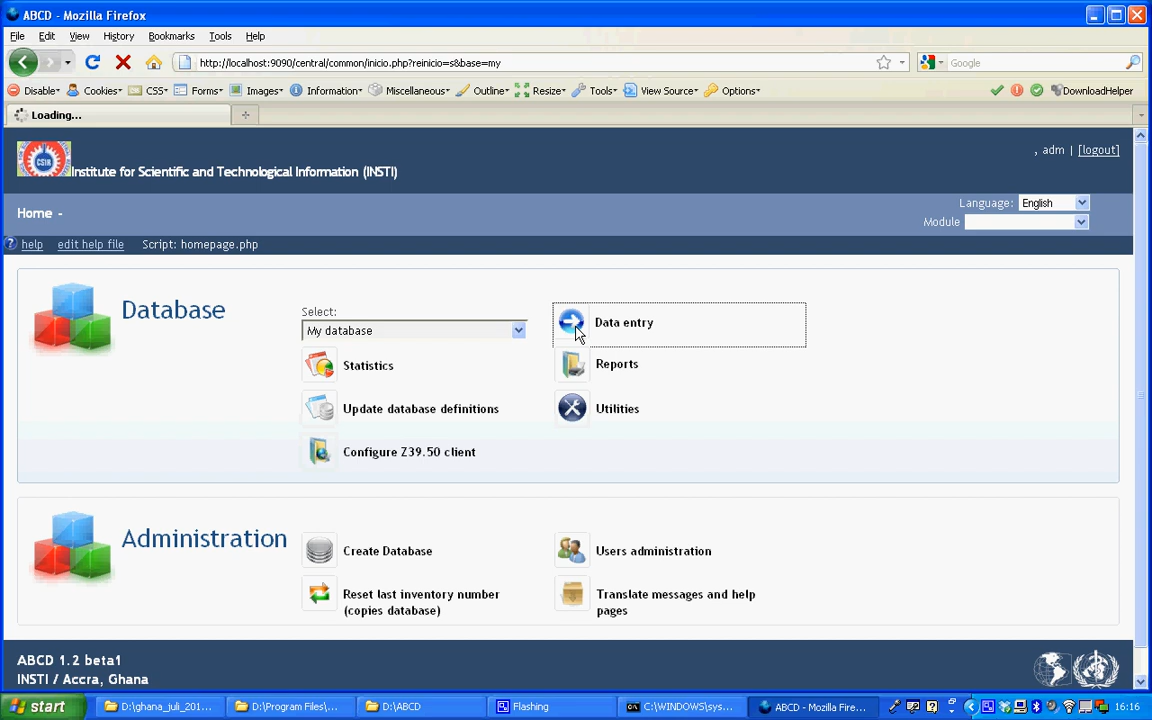 ABCD - Mozilla Firefox
File Edit View History Bookmarks Tools Help
http://localhost:9090/central/common/inicio.php?reinicio=s&base=my
Google
Disable Cookies CSS Forms Images Information Miscellaneous Outline Resize Tools View Source Options DownloadHelper
Loading...
CSIR
Institute for Scientific and Technological Information (INSTI)
, adm | [logout]
Home -
Language: English
Module
help edit help file Script: homepage.php
Database
Select:
My database
Data entry
Statistics
Reports
Update database definitions
Utilities
Configure Z39.50 client
Administration
Create Database
Users administration
Reset last inventory number
(copies database)
Translate messages and help
pages
ABCD 1.2 beta1
INSTI / Accra, Ghana
start D:\ghana_juli_201... D:\Program Files\... D:\ABCD Flashing C:\WINDOWS\sys... ABCD - Mozilla Fire... 16:16